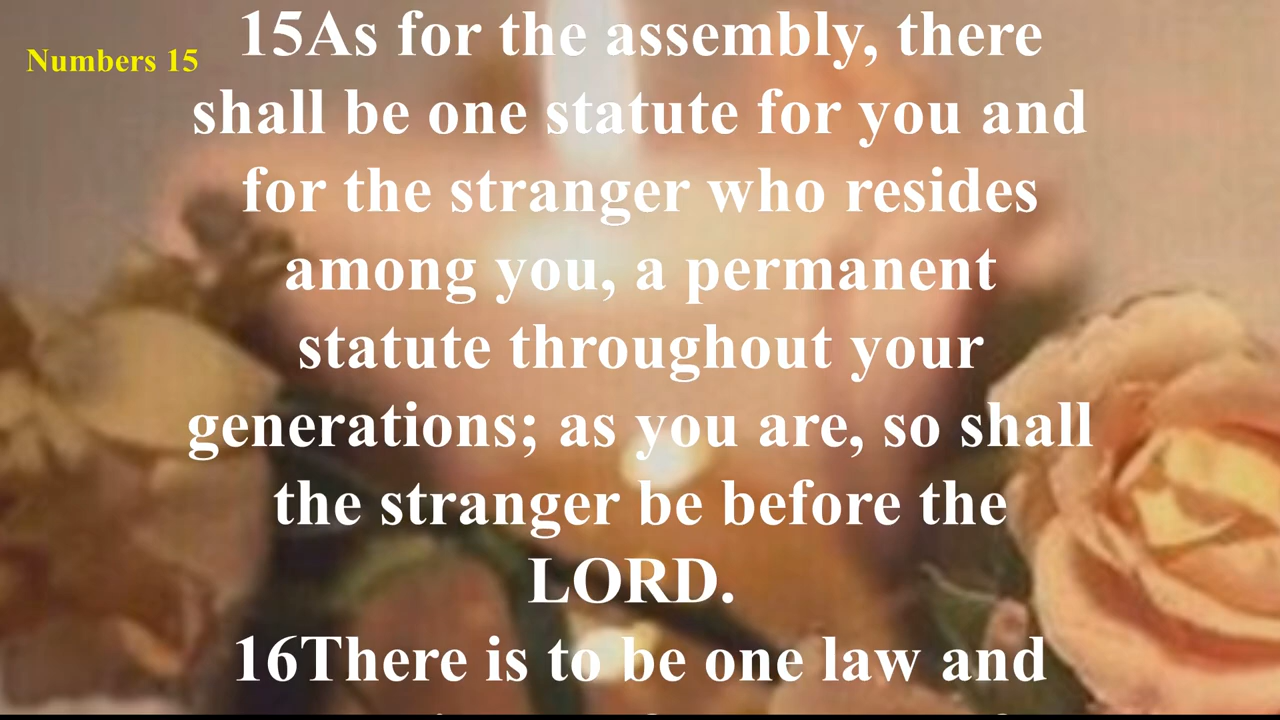 Numbers 15
15As for the assembly, there
shall be one statute for you and
for the stranger who resides
among you, a permanent
statute throughout your
generations; as you are, so shall
the stranger be before the
LORD.
16There is to be one law and